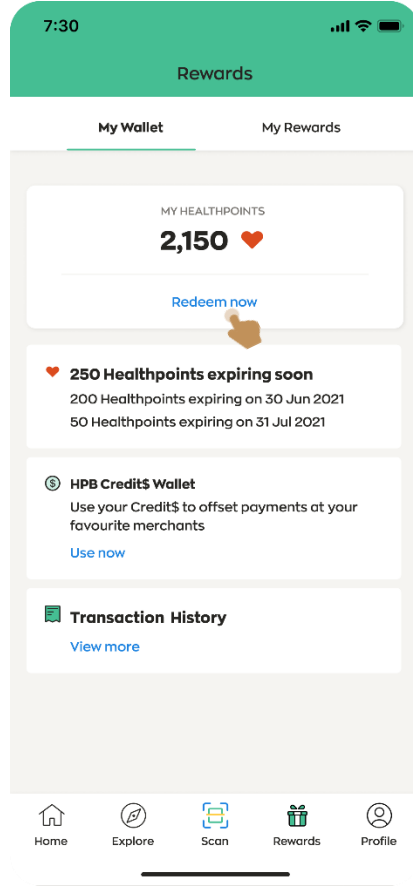 7:30
Rewards
My Wallet
My Rewards
MY HEALTHPOINTS
2,150
Redeem now
250 Healthpoints expiring soon
200 Healthpoints expiring on 30 Jun 2021
50 Healthpoints expiring on 31 Jul 2021
$ HPB Credit$ Wallet
Use your Credit$ to offset payments at your
favourite merchants
Use now
Transaction History
View more
Home Explore Scan Rewards Profile